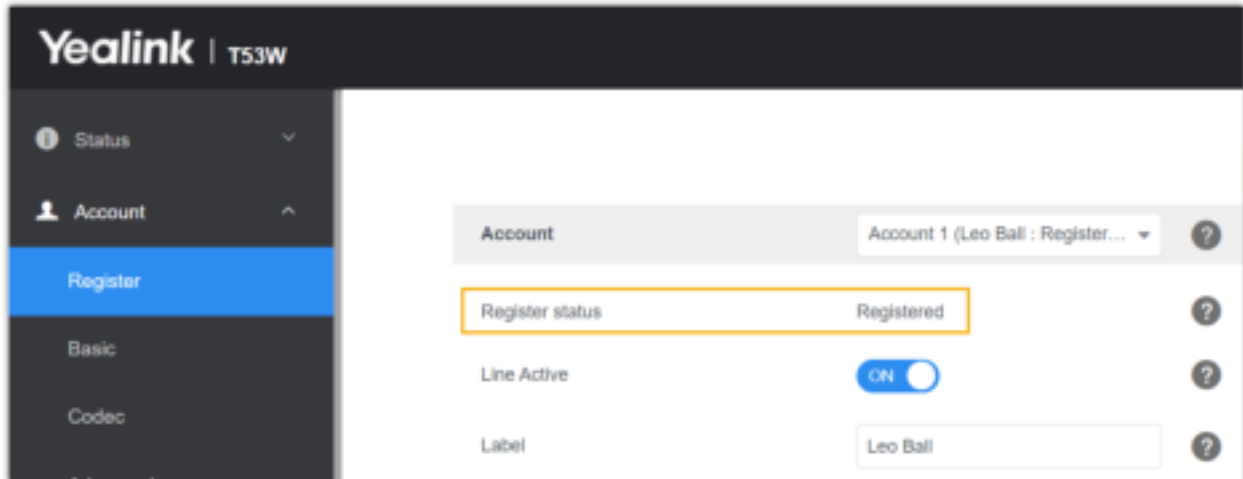 Yealink | T53W
Status
Account
Register
Basic
Codec
Account Account 1 (Leo Ball : Register...
Register status Registered
Line Active ON
Label Leo Ball